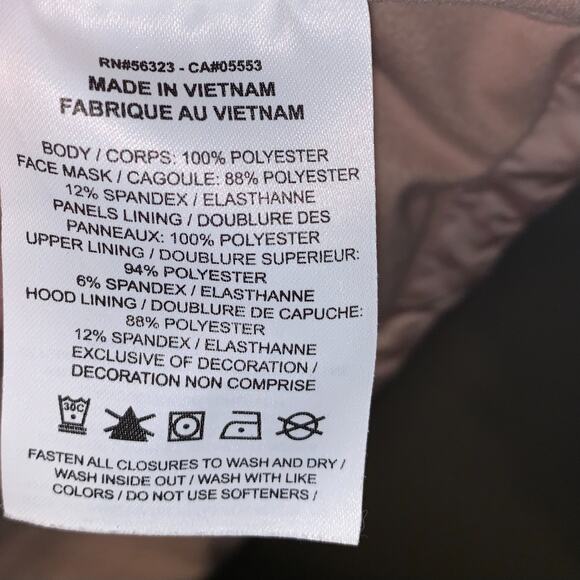 RN#56323 - CA#05553
MADE IN VIETNAM
FABRIQUE AU VIETNAM
BODY / CORPS: 100% POLYESTER
FACE MASK / CAGOULE: 88% POLYESTER
12% SPANDEX / ELASTHANNE
PANELS LINING / DOUBLURE DES
PANNEAUX: 100% POLYESTER
UPPER LINING / DOUBLURE SUPERIEUR:
94% POLYESTER
6% SPANDEX / ELASTHANNE
HOOD LINING / DOUBLURE DE CAPUCHE:
88% POLYESTER
12% SPANDEX / ELASTHANNE
EXCLUSIVE OF DECORATION /
DECORATION NON COMPRISE
30C
FASTEN ALL CLOSURES TO WASH AND DRY /
WASH INSIDE OUT / WASH WITH LIKE
COLORS / DO NOT USE SOFTENERS /